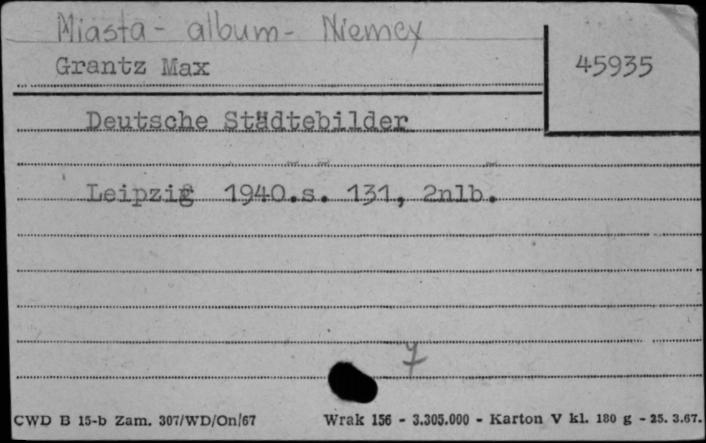 Miasta - album - Niemcy
Grantz Max
45935
Deutsche Städtebilder
Leipzig 1940.s. 131, 2nlb.
7
CWD B 15-b Zam. 307/WD/On/67 Wrak 156 - 3.305.000 - Karton V kl. 180 g - 25. 3.67.